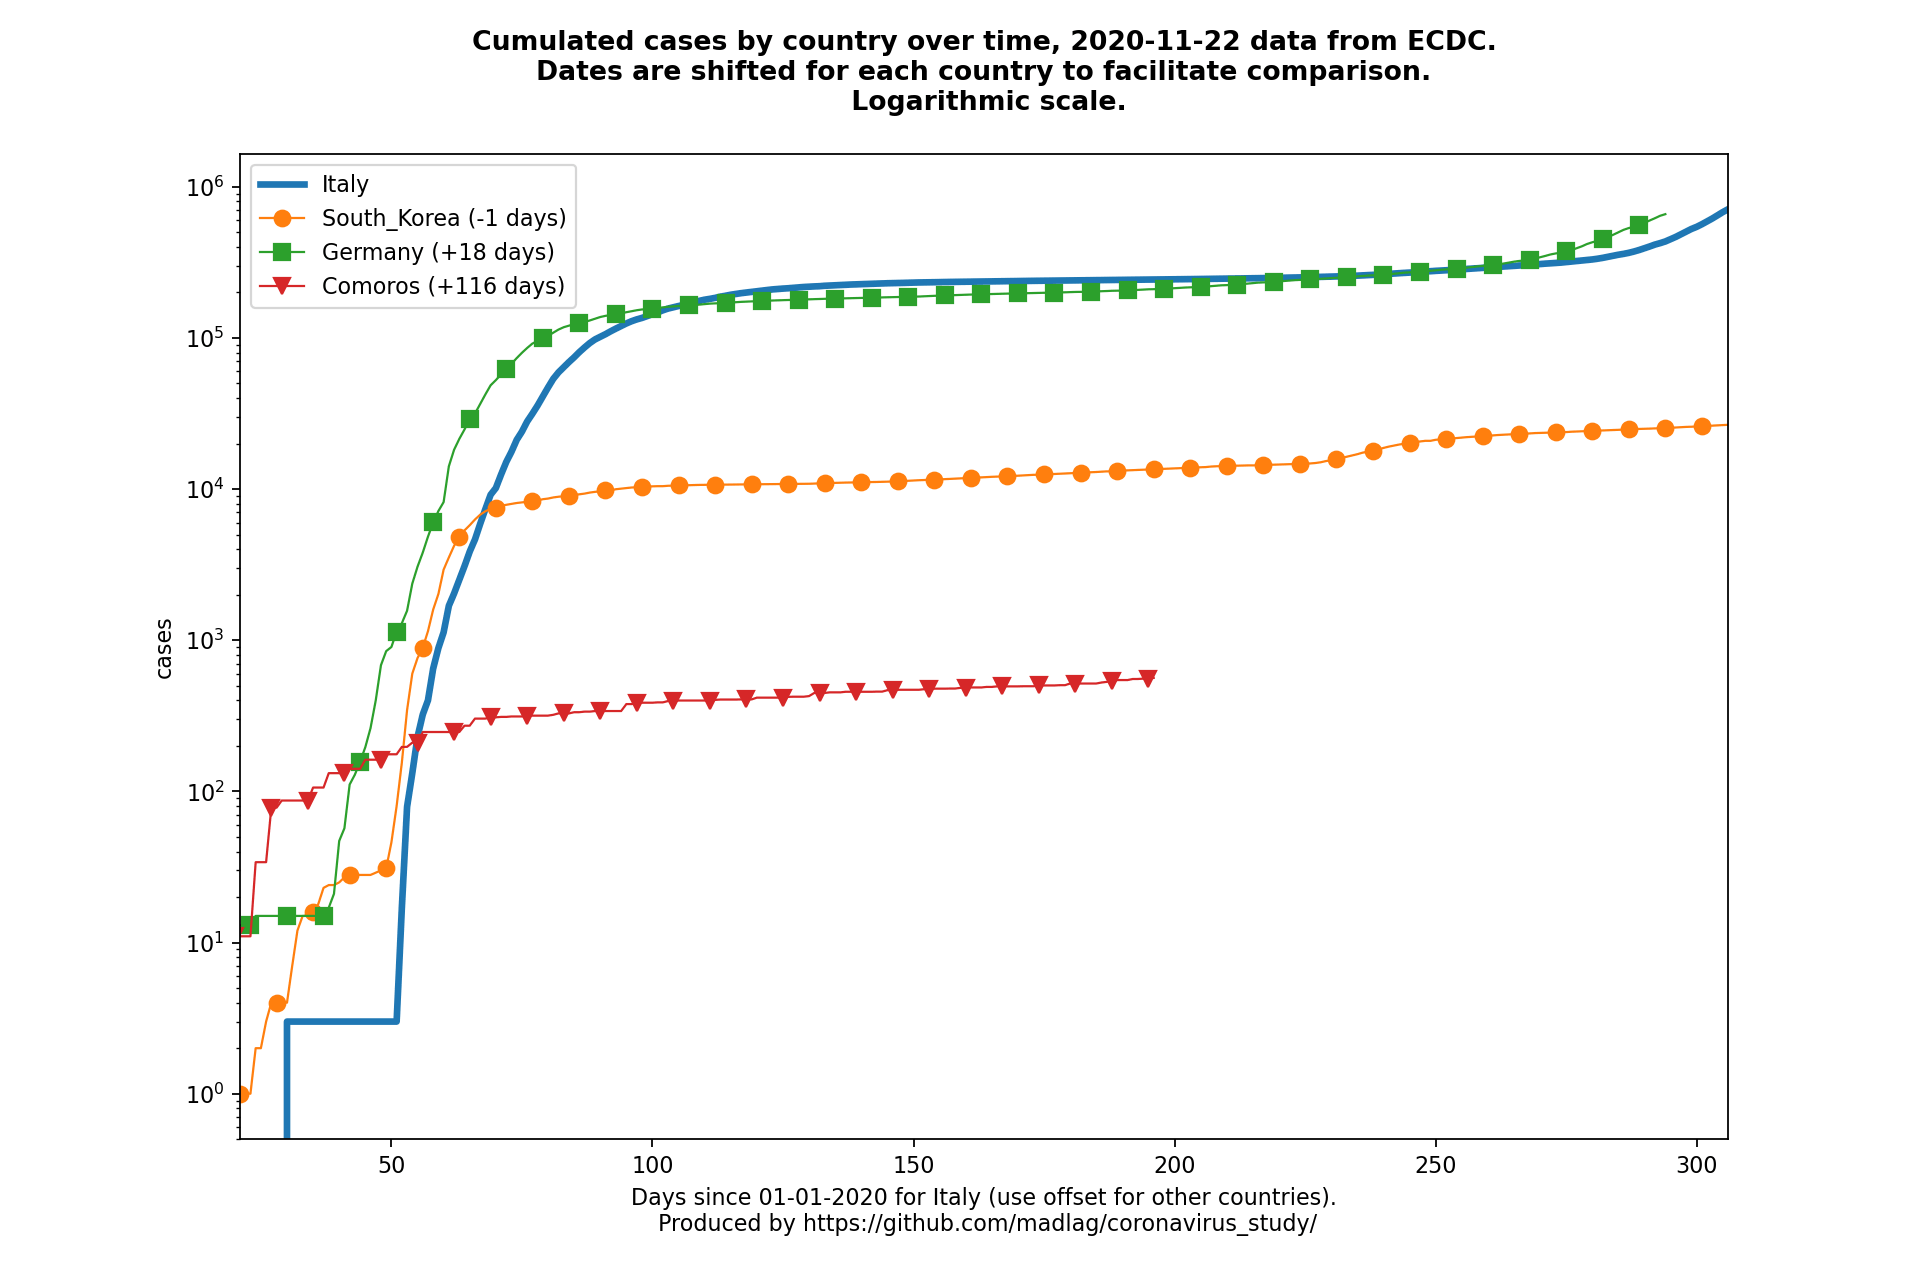 Cumulated cases by country over time, 2020-11-22 data from ECDC.
Dates are shifted for each country to facilitate comparison.
Logarithmic scale.
Italy
South_Korea (-1 days)
Germany (+18 days)
Comoros (+116 days)
cases
10^6
10^5
10^4
10^3
10^2
10^1
10^0
50 100 150 200 250 300
Days since 01-01-2020 for Italy (use offset for other countries).
Produced by https://github.com/madlag/coronavirus_study/